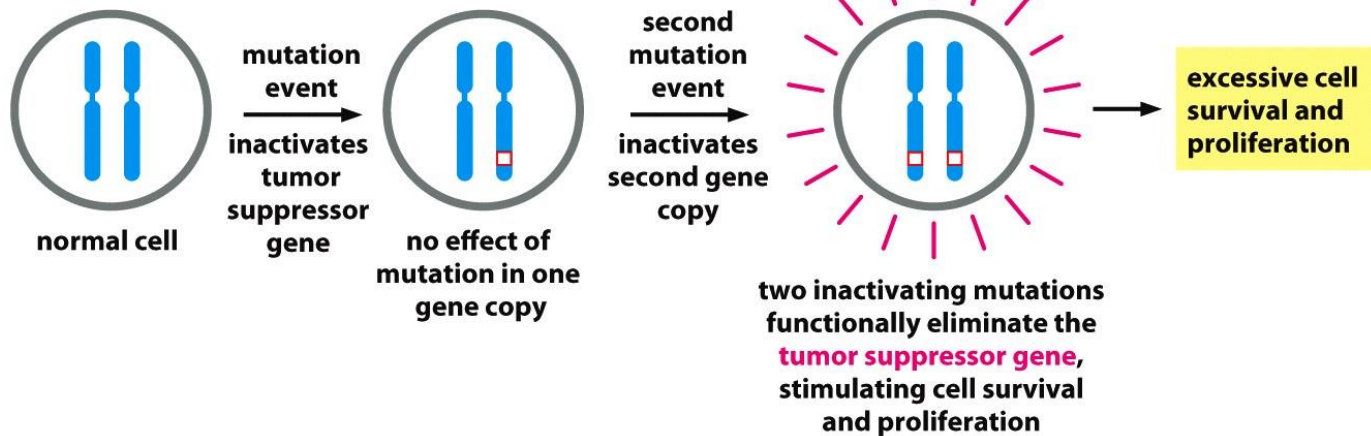 normal cell
mutation
event
inactivates
tumor
suppressor
gene
no effect of
mutation in one
gene copy
second
mutation
event
inactivates
second gene
copy
two inactivating mutations
functionally eliminate the
tumor suppressor gene,
stimulating cell survival
and proliferation
excessive cell
survival and
proliferation